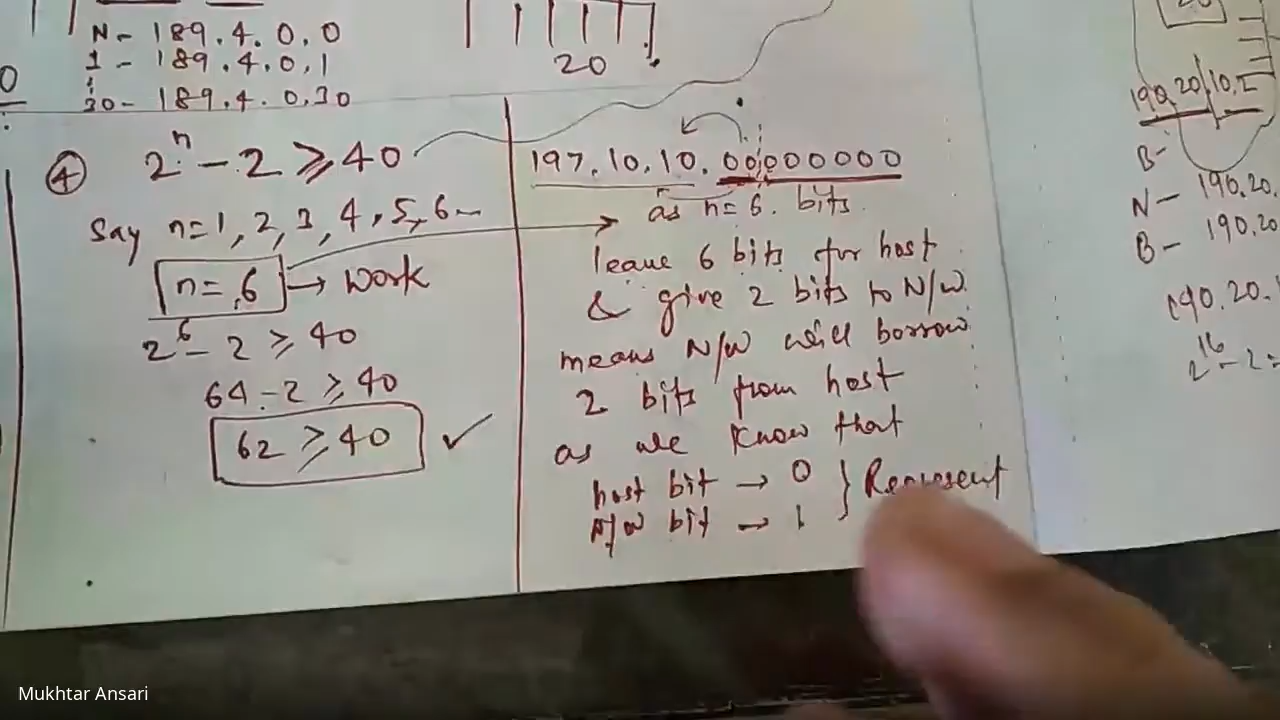 N- 189.4.0.0
1 - 189.4.0.1
30- 189.4.0.30
20
0
④ 2ⁿ - 2 ≥ 40
Say n=1, 2, 3, 4, 5, 6-
n=6 → work
2⁶ - 2 ≥ 40
64 - 2 ≥ 40
62 ≥ 40 ✓
197.10.10.00000000
as n=6. bits
leave 6 bits for host
& give 2 bits to N/W.
means N/W will borrow
2 bits from host
as we know that
host bit → 0 } Represent
N/W bit → 1
190.20.10.2
B-
N- 190.20.
B- 190.20
190.20.1
2¹⁶ - 2 =
Mukhtar Ansari